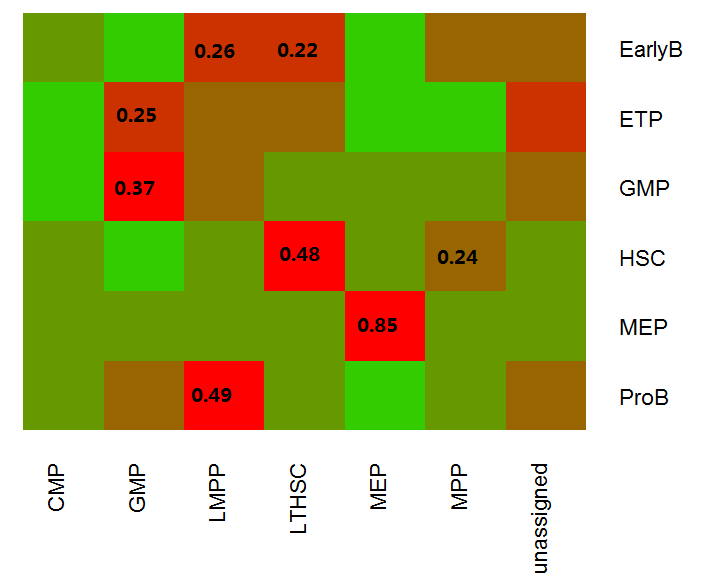 0.26 0.22 EarlyB
0.25 ETP
0.37 GMP
0.48 0.24 HSC
0.85 MEP
0.49 ProB
CMP GMP LMPP LTHSC MEP MPP unassigned